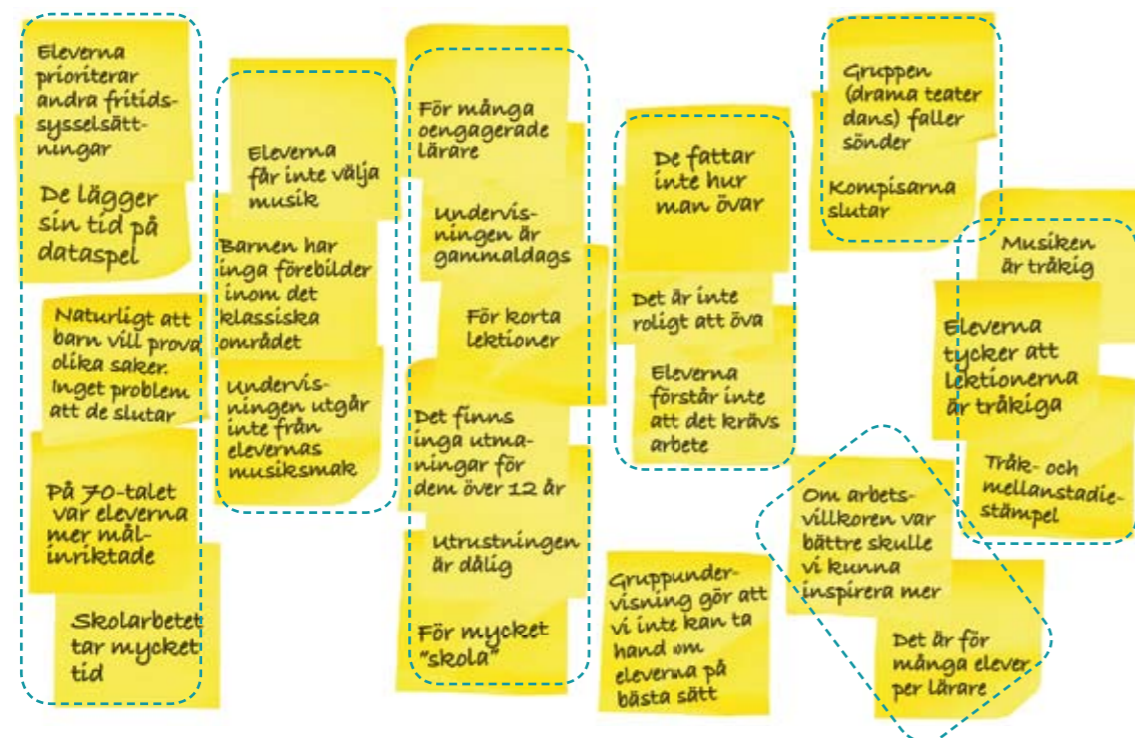 Eleverna
prioriterar
andra fritids-
sysselsätt-
ningar
De lägger
sin tid på
dataspel
Naturligt att
barn vill prova
olika saker.
Inget problem
att de slutar
På 70-talet
var eleverna
mer mål-
inriktade
Skolarbetet
tar mycket
tid
Eleverna
får inte välja
musik
Barnen har
inga förebilder
inom det
klassiska
området
Undervis-
ningen utgår
inte från
elevernas
musiksmak
För många
oengagerade
lärare
Undervis-
ningen är
gammaldags
För korta
lektioner
Det finns
inga utma-
ningar för
dem över 12 år
Utrustningen
är dålig
För mycket
"skola"
De fattar
inte hur
man övar
Det är inte
roligt att öva
Eleverna
förstår inte
att det krävs
arbete
Gruppunder-
visning gör att
vi inte kan ta
hand om
eleverna på
bästa sätt
Gruppen
(drama teater
dans) faller
sönder
Kompisarna
slutar
Musiken
är tråkig
Eleverna
tycker att
lektionerna
är tråkiga
Tråk- och
mellanstadie-
stämpel
Om arbets-
villkoren var
bättre skulle
vi kunna
inspirera mer
Det är för
många elever
per lärare